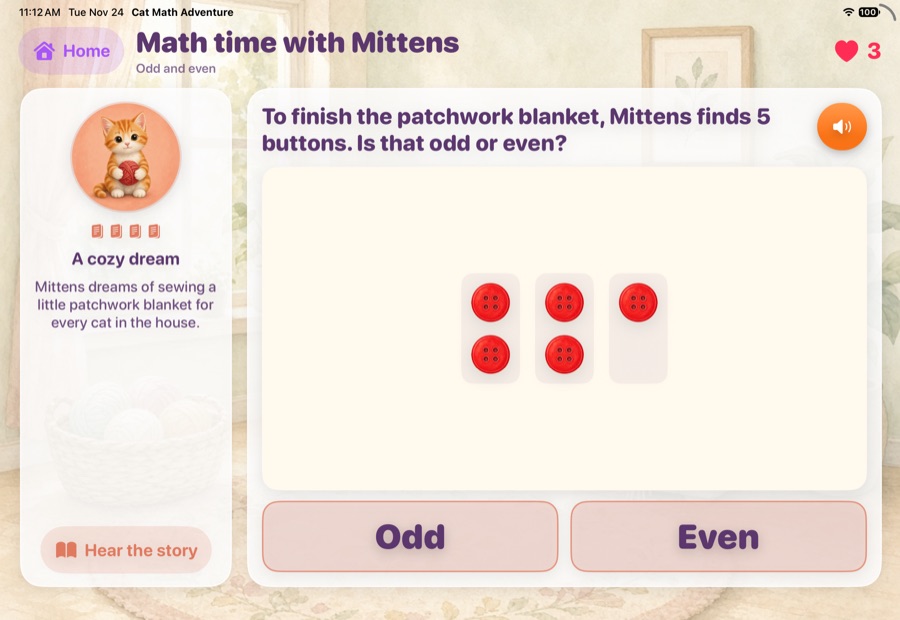 11:12 AM Tue Nov 24 Cat Math Adventure
100
Home
Math time with Mittens
Odd and even
3
A cozy dream
Mittens dreams of sewing a
little patchwork blanket for
every cat in the house.
Hear the story
To finish the patchwork blanket, Mittens finds 5
buttons. Is that odd or even?
Odd
Even